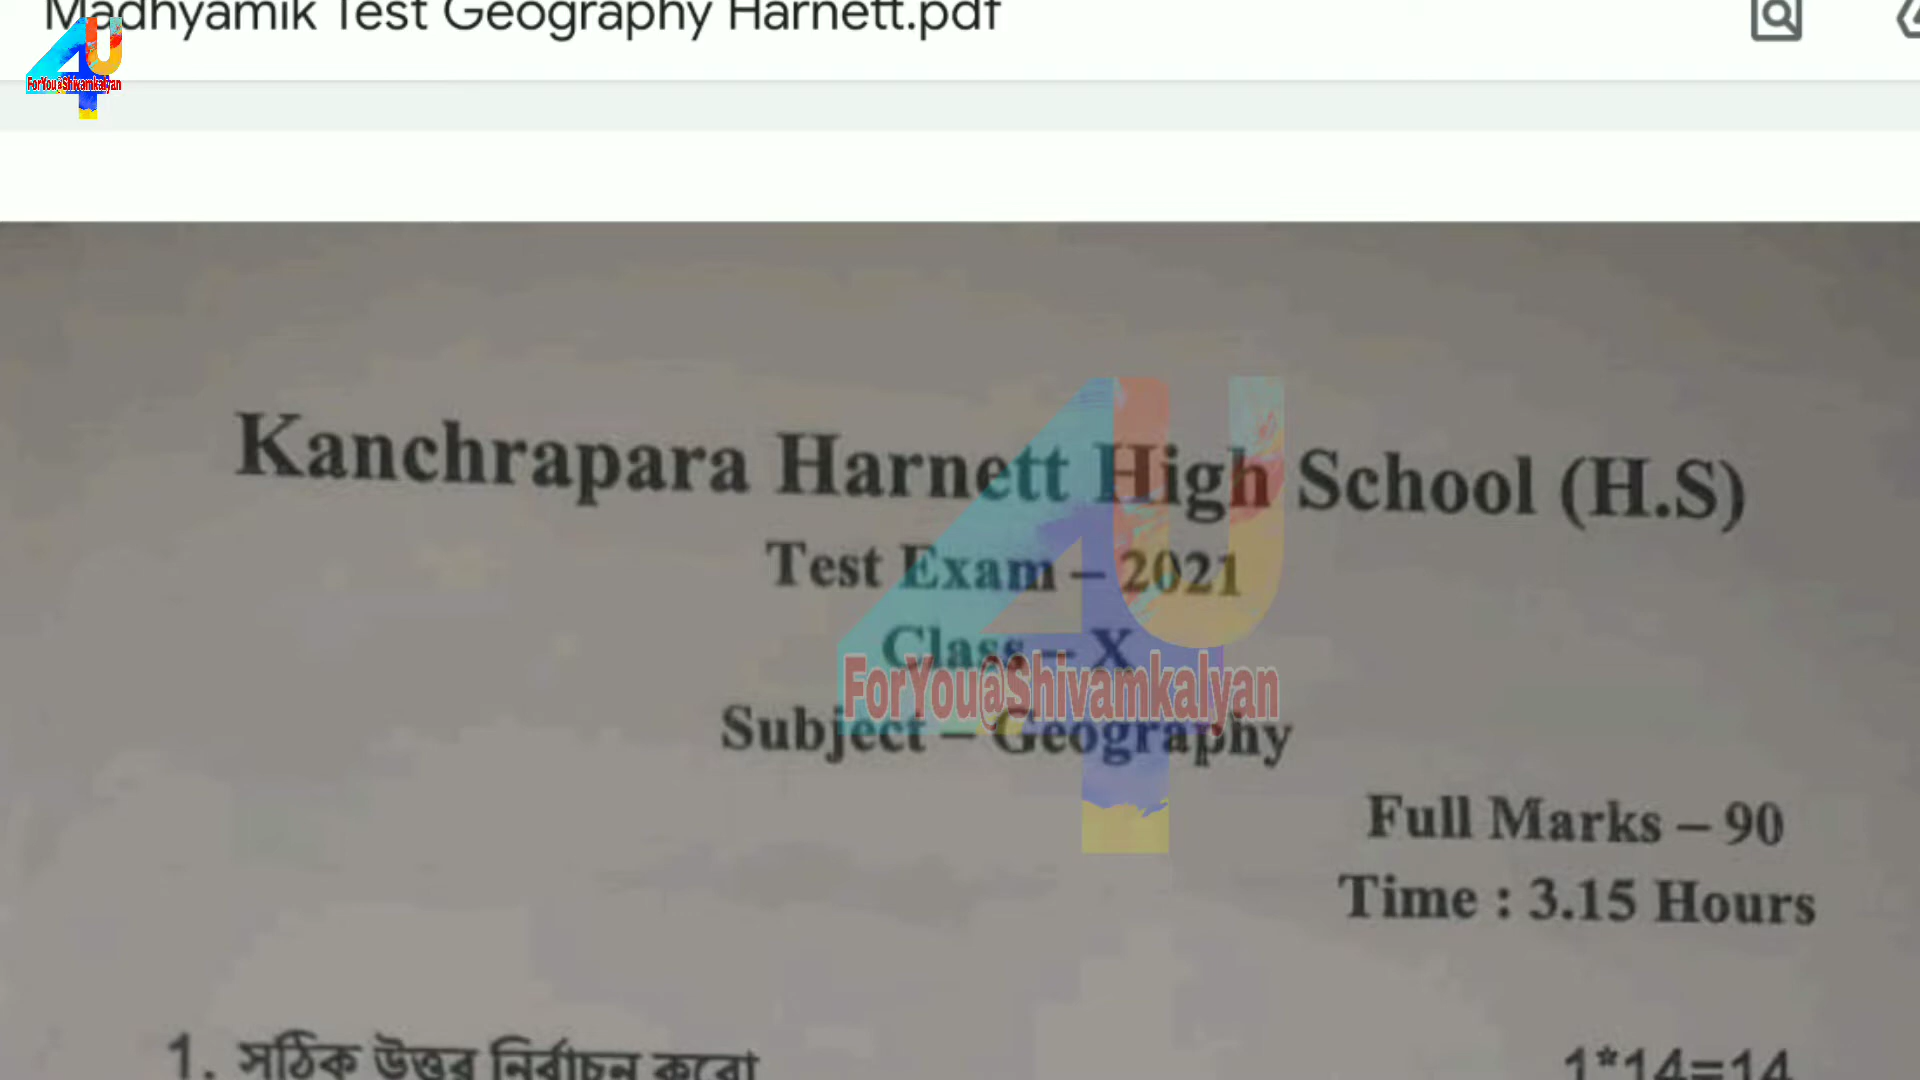 Madhyamik Test Geography Harnett.pdf
4U
ForYou@Shivamkalyan
Kanchrapara Harnett High School (H.S)
Test Exam – 2021
Class – X
ForYou@Shivamkalyan
Subject – Geography
Full Marks – 90
Time : 3.15 Hours
1. সঠিক উত্তর নির্বাচন করো 1*14=14